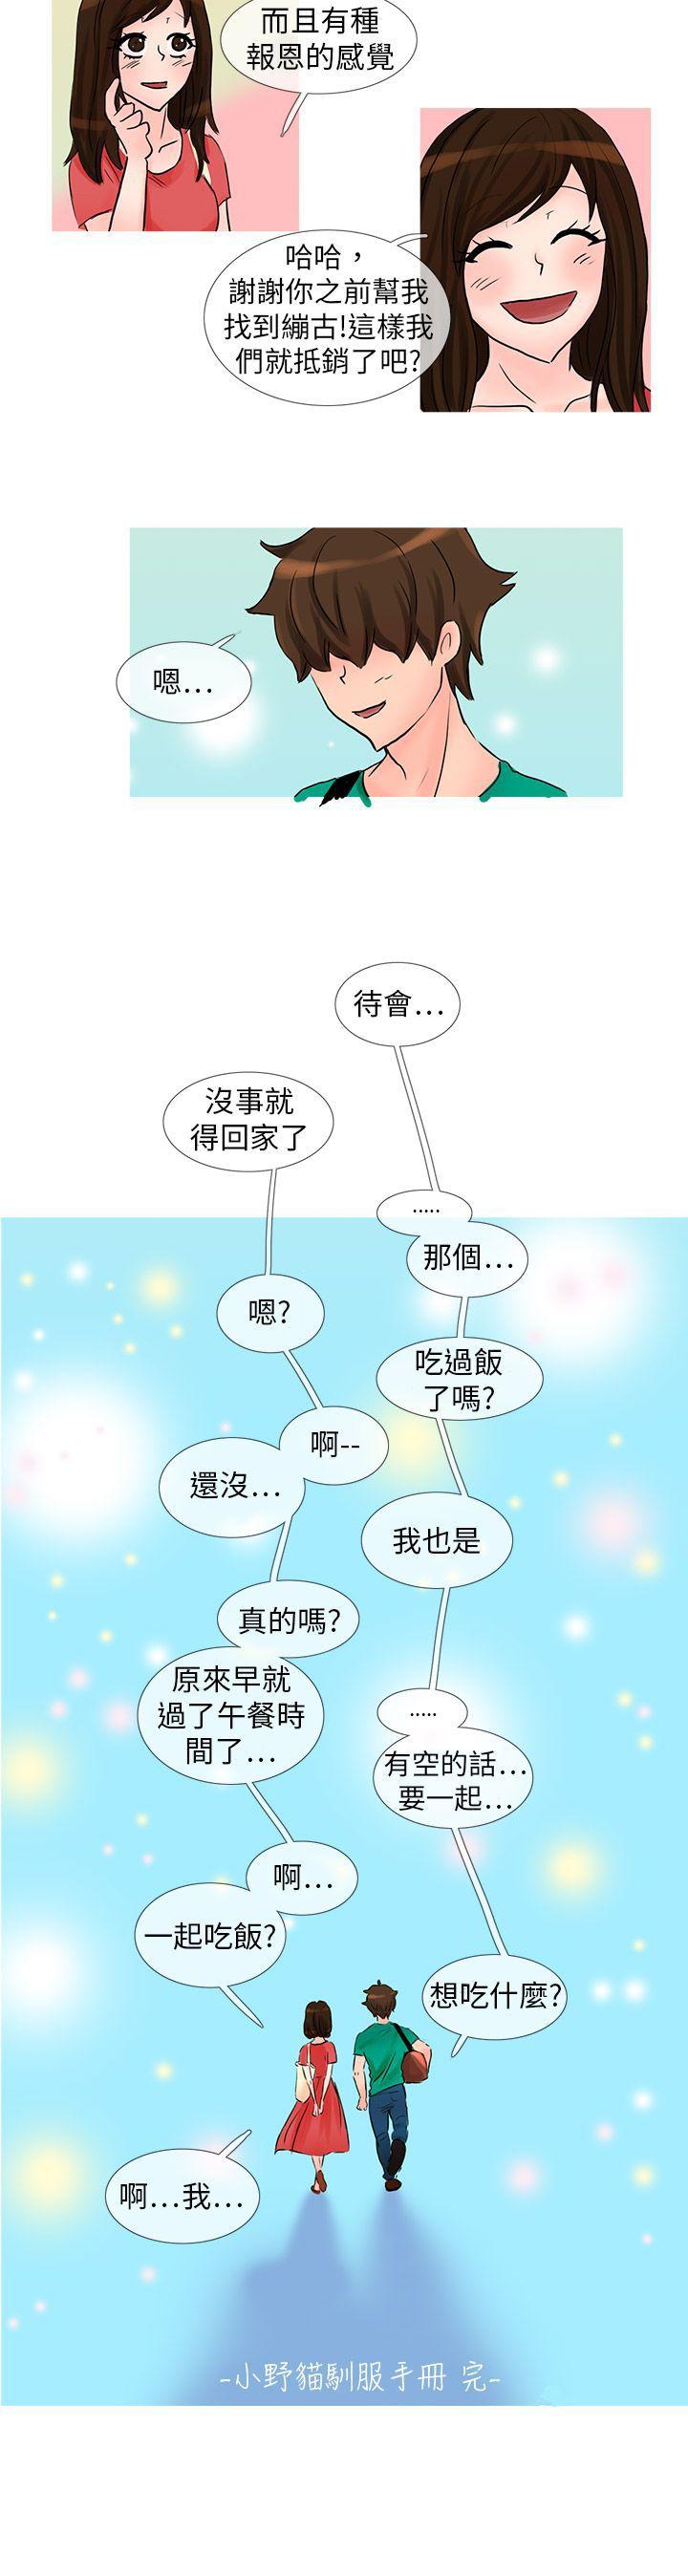 而且有種
報恩的感覺
哈哈，
謝謝你之前幫我
找到繃古!這樣我
們就抵銷了吧?
嗯...
待會...
沒事就
得回家了
.....
那個...
嗯?
吃過飯
了嗎?
啊--
還沒...
我也是
真的嗎?
原來早就
過了午餐時
間了...
.....
有空的話...
要一起...
啊...
一起吃飯?
想吃什麼?
啊...我...
-小野貓馴服手冊 完-